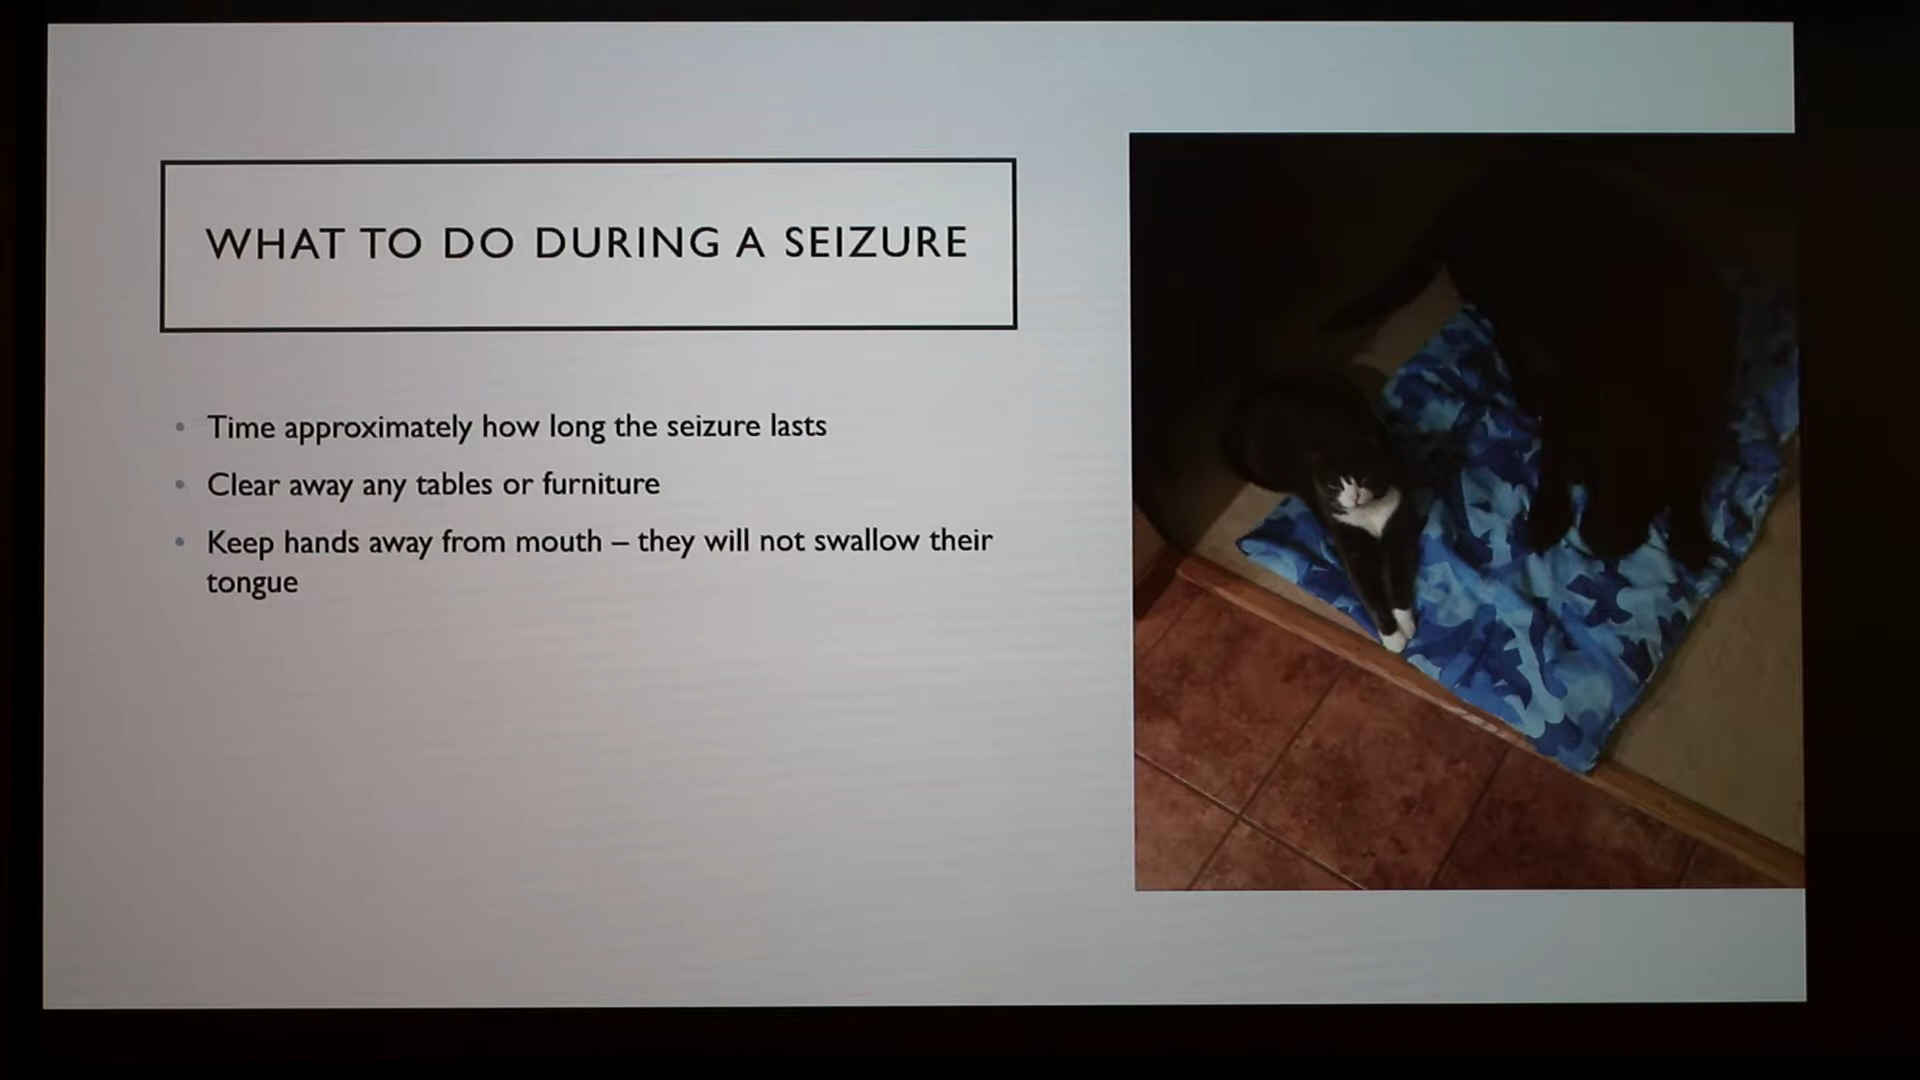 WHAT TO DO DURING A SEIZURE
• Time approximately how long the seizure lasts
• Clear away any tables or furniture
• Keep hands away from mouth – they will not swallow their
tongue